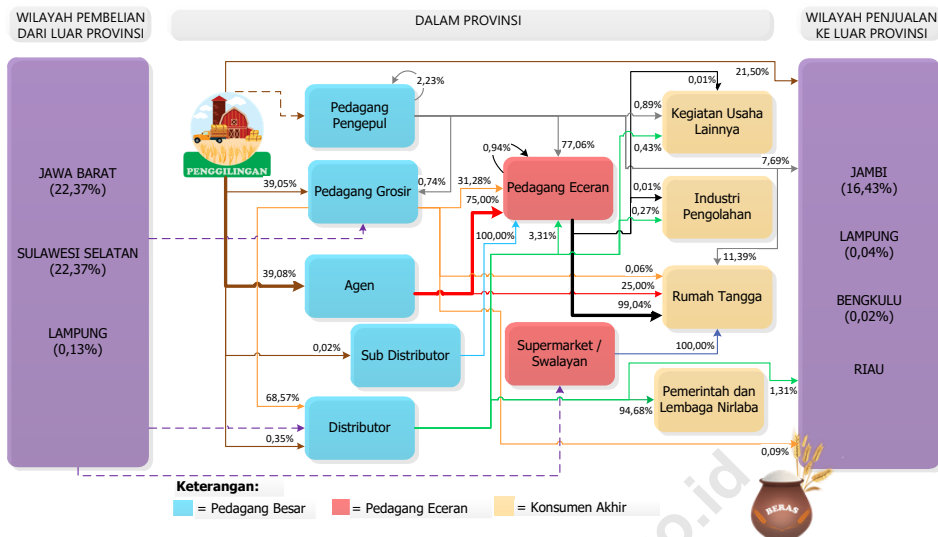 WILAYAH PEMBELIAN
DARI LUAR PROVINSI
DALAM PROVINSI
WILAYAH PENJUALAN
KE LUAR PROVINSI
JAWA BARAT
(22,37%)
SULAWESI SELATAN
(22,37%)
LAMPUNG
(0,13%)
PENGGILINGAN
Pedagang
Pengepul
2,23%
39,05%
Pedagang Grosir
0,74%
31,28%
75,00%
39,08%
Agen
100,00%
0,02%
Sub Distributor
68,57%
0,35%
Distributor
0,94%
77,06%
Pedagang Eceran
3,31%
Supermarket /
Swalayan
0,01%
0,89%
0,43%
Kegiatan Usaha
Lainnya
21,50%
7,69%
0,01%
0,27%
Industri
Pengolahan
11,39%
0,06%
25,00%
99,04%
Rumah Tangga
100,00%
Pemerintah dan
Lembaga Nirlaba
94,68%
1,31%
0,09%
JAMBI
(16,43%)
LAMPUNG
(0,04%)
BENGKULU
(0,02%)
RIAU
BERAS
Keterangan:
= Pedagang Besar
= Pedagang Eceran
= Konsumen Akhir
o.id